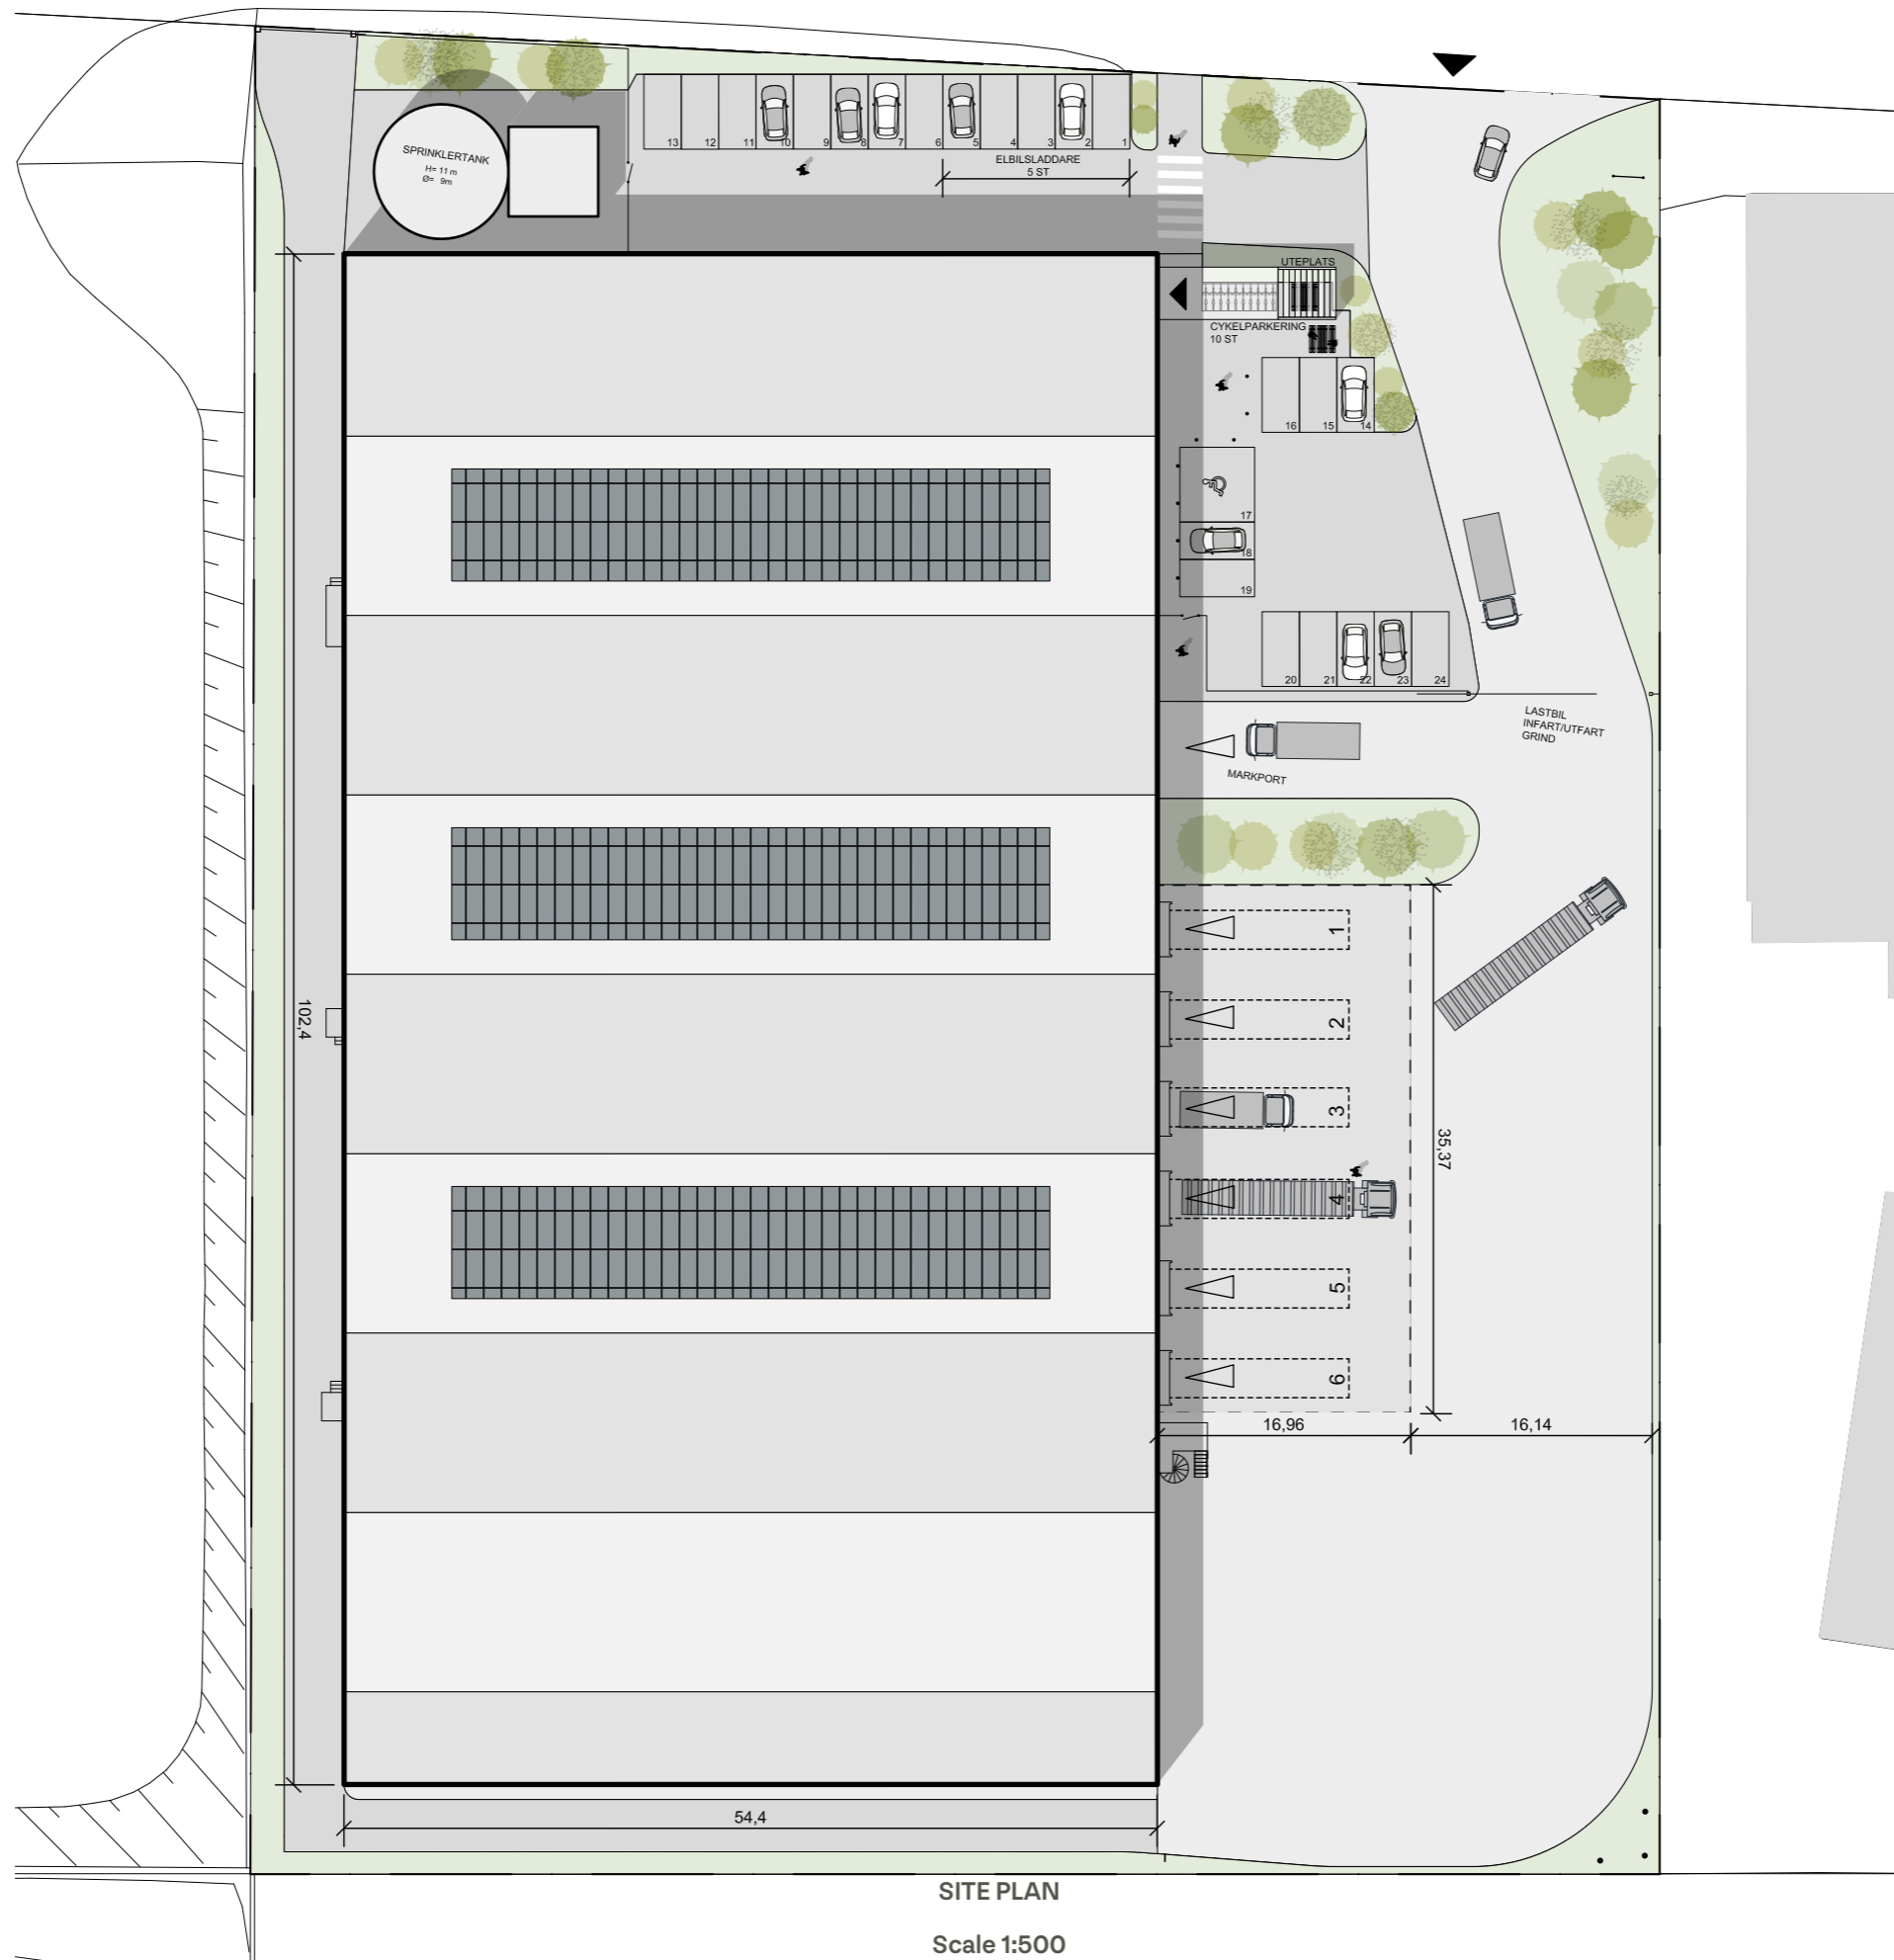 SPRINKLERTANK
H= 11 m
Ø= 9m
13 12 11 10 9 8 7 6 5 4 3 2 1
ELBILSLADDARE
5 ST
UTEPLATS
CYKELPARKERING
10 ST
16 15 14
17
18
19
20 21 22 23 24
LASTBIL
INFART/UTFART
GRIND
MARKPORT
1
2
3
4
5
6
102,4
35,37
16,96
16,14
54,4
SITE PLAN
Scale 1:500